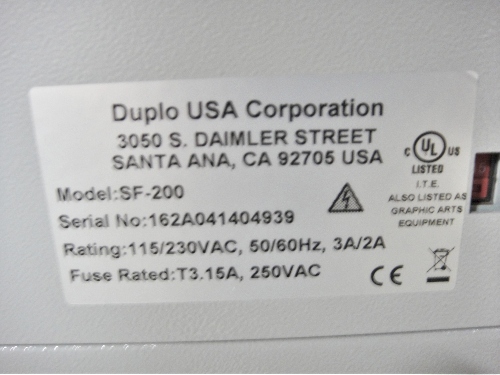 Duplo USA Corporation
3050 S. DAIMLER STREET
SANTA ANA, CA 92705 USA
Model:SF-200
Serial No:162A041404939
Rating:115/230VAC, 50/60Hz, 3A/2A
Fuse Rated:T3.15A, 250VAC
C UL US
LISTED
I.T.E.
ALSO LISTED AS
GRAPHIC ARTS
EQUIPMENT
CE